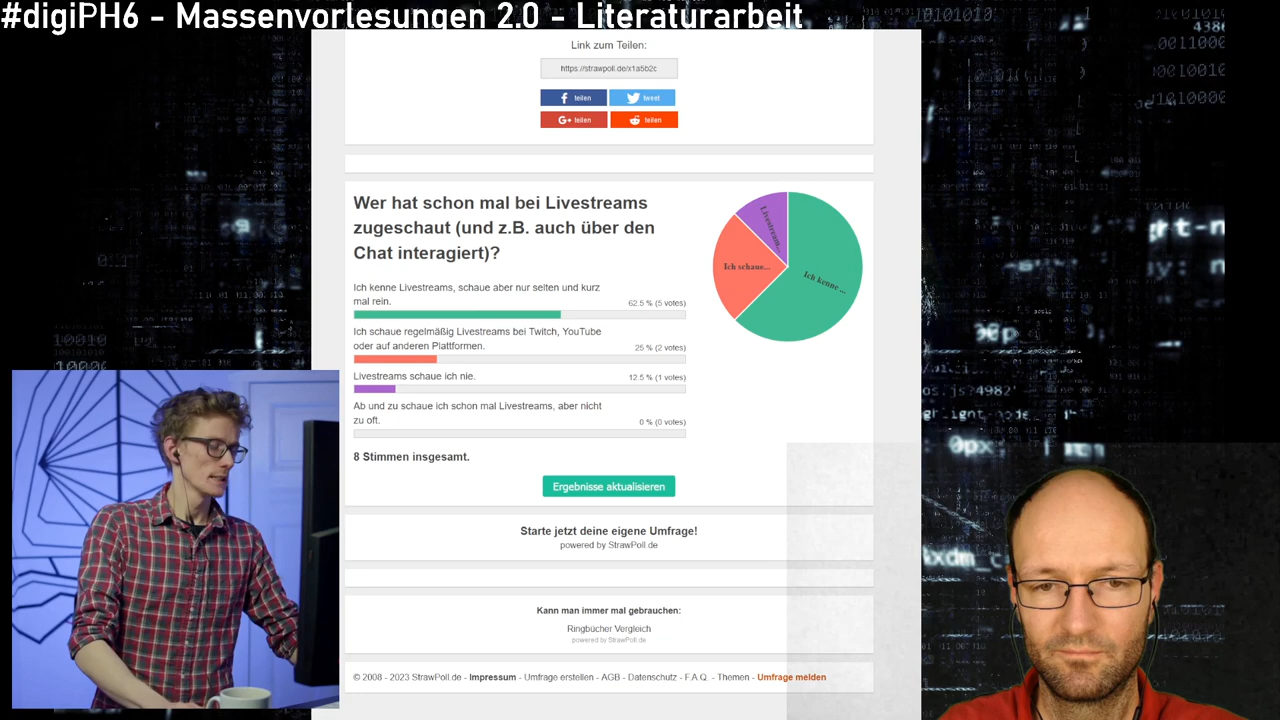 #digiPH6 - Massenvorlesungen 2.0 - Literaturarbeit
Link zum Teilen:
https://strawpoll.de/x1a5b2c
teilen
tweet
teilen
teilen
Wer hat schon mal bei Livestreams
zugeschaut (und z.B. auch über den
Chat interagiert)?
Ich kenne Livestreams, schaue aber nur selten und kurz
mal rein.
62.5 % (5 votes)
Ich schaue regelmäßig Livestreams bei Twitch, YouTube
oder auf anderen Plattformen.
25 % (2 votes)
Livestreams schaue ich nie.
12.5 % (1 votes)
Ab und zu schaue ich schon mal Livestreams, aber nicht
zu oft.
0 % (0 votes)
8 Stimmen insgesamt.
Livestream...
Ich schaue...
Ich kenne ...
Ergebnisse aktualisieren
Starte jetzt deine eigene Umfrage!
powered by StrawPoll.de
Kann man immer mal gebrauchen:
Ringbücher Vergleich
powered by StrawPoll.de
© 2008 - 2023 StrawPoll.de - Impressum - Umfrage erstellen - AGB - Datenschutz - F.A.Q. - Themen - Umfrage melden